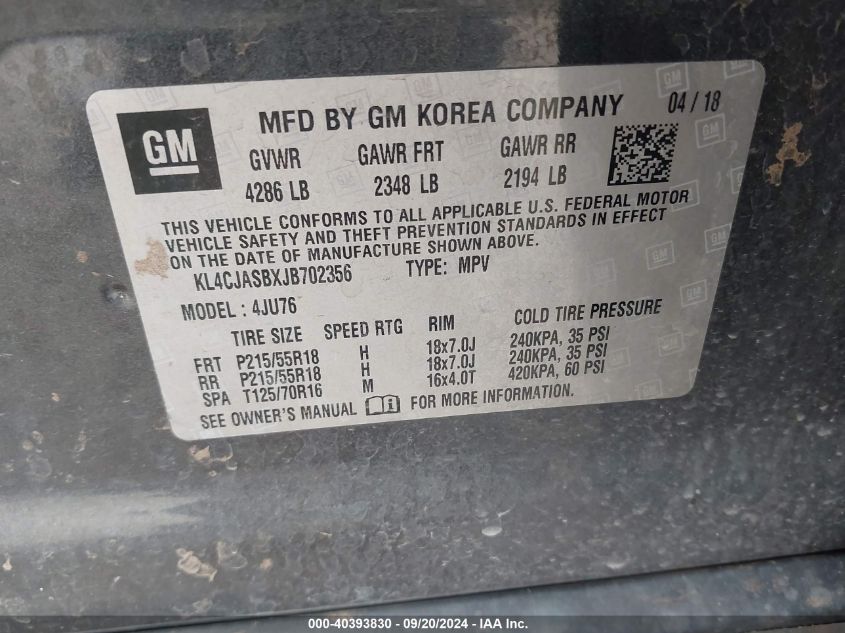 GM
MFD BY GM KOREA COMPANY 04 / 18
GVWR GAWR FRT GAWR RR
4286 LB 2348 LB 2194 LB
THIS VEHICLE CONFORMS TO ALL APPLICABLE U.S. FEDERAL MOTOR
VEHICLE SAFETY AND THEFT PREVENTION STANDARDS IN EFFECT
ON THE DATE OF MANUFACTURE SHOWN ABOVE.
KL4CJASBXJB702356 TYPE: MPV
MODEL : 4JU76
TIRE SIZE SPEED RTG RIM COLD TIRE PRESSURE
FRT P215/55R18 H 18x7.0J 240KPA, 35 PSI
RR P215/55R18 H 18x7.0J 240KPA, 35 PSI
SPA T125/70R16 M 16x4.0T 420KPA, 60 PSI
SEE OWNER'S MANUAL FOR MORE INFORMATION.
000-40393830 - 09/20/2024 - IAA Inc.